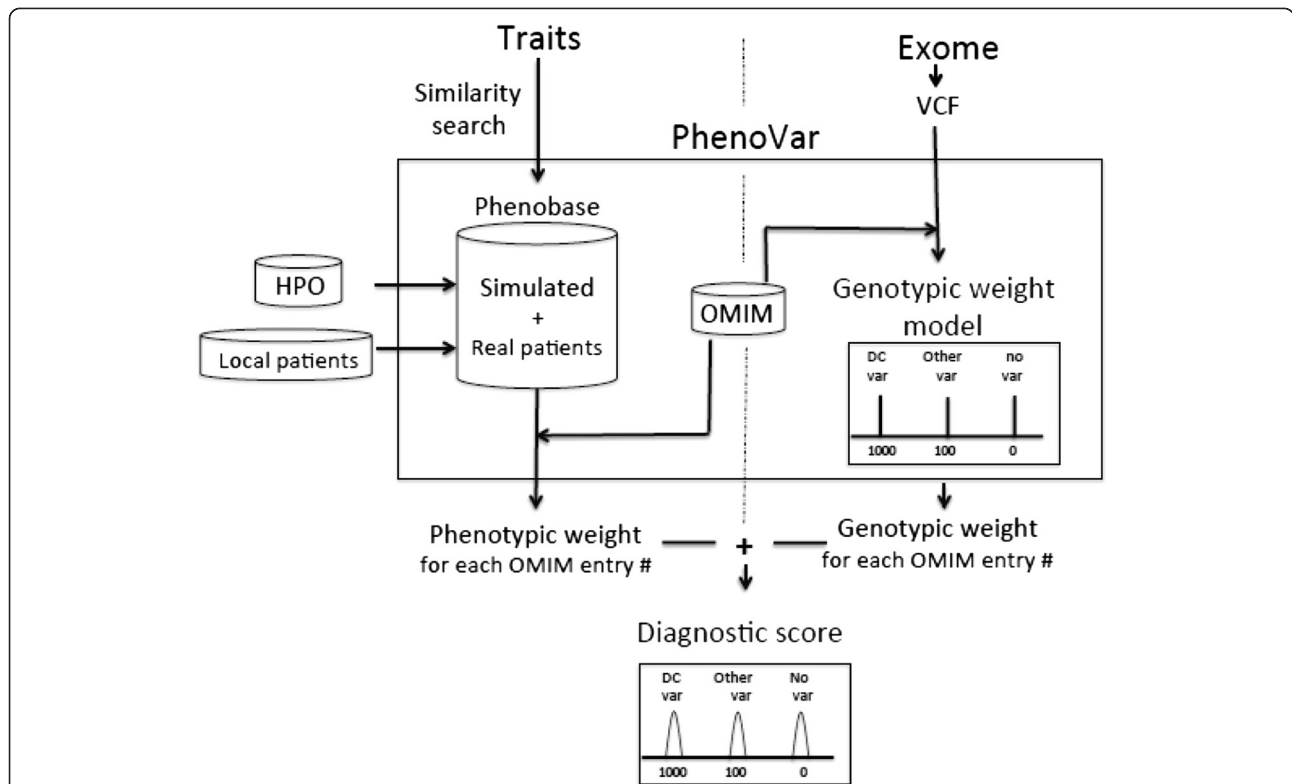 Traits
Exome
Similarity
search
VCF
PhenoVar
Phenobase
HPO
Simulated
+
Real patients
Local patients
OMIM
Genotypic weight
model
DC Other no
var var var
1000 100 0
Phenotypic weight
for each OMIM entry #
+
Genotypic weight
for each OMIM entry #
Diagnostic score
DC Other No
var var var
1000 100 0